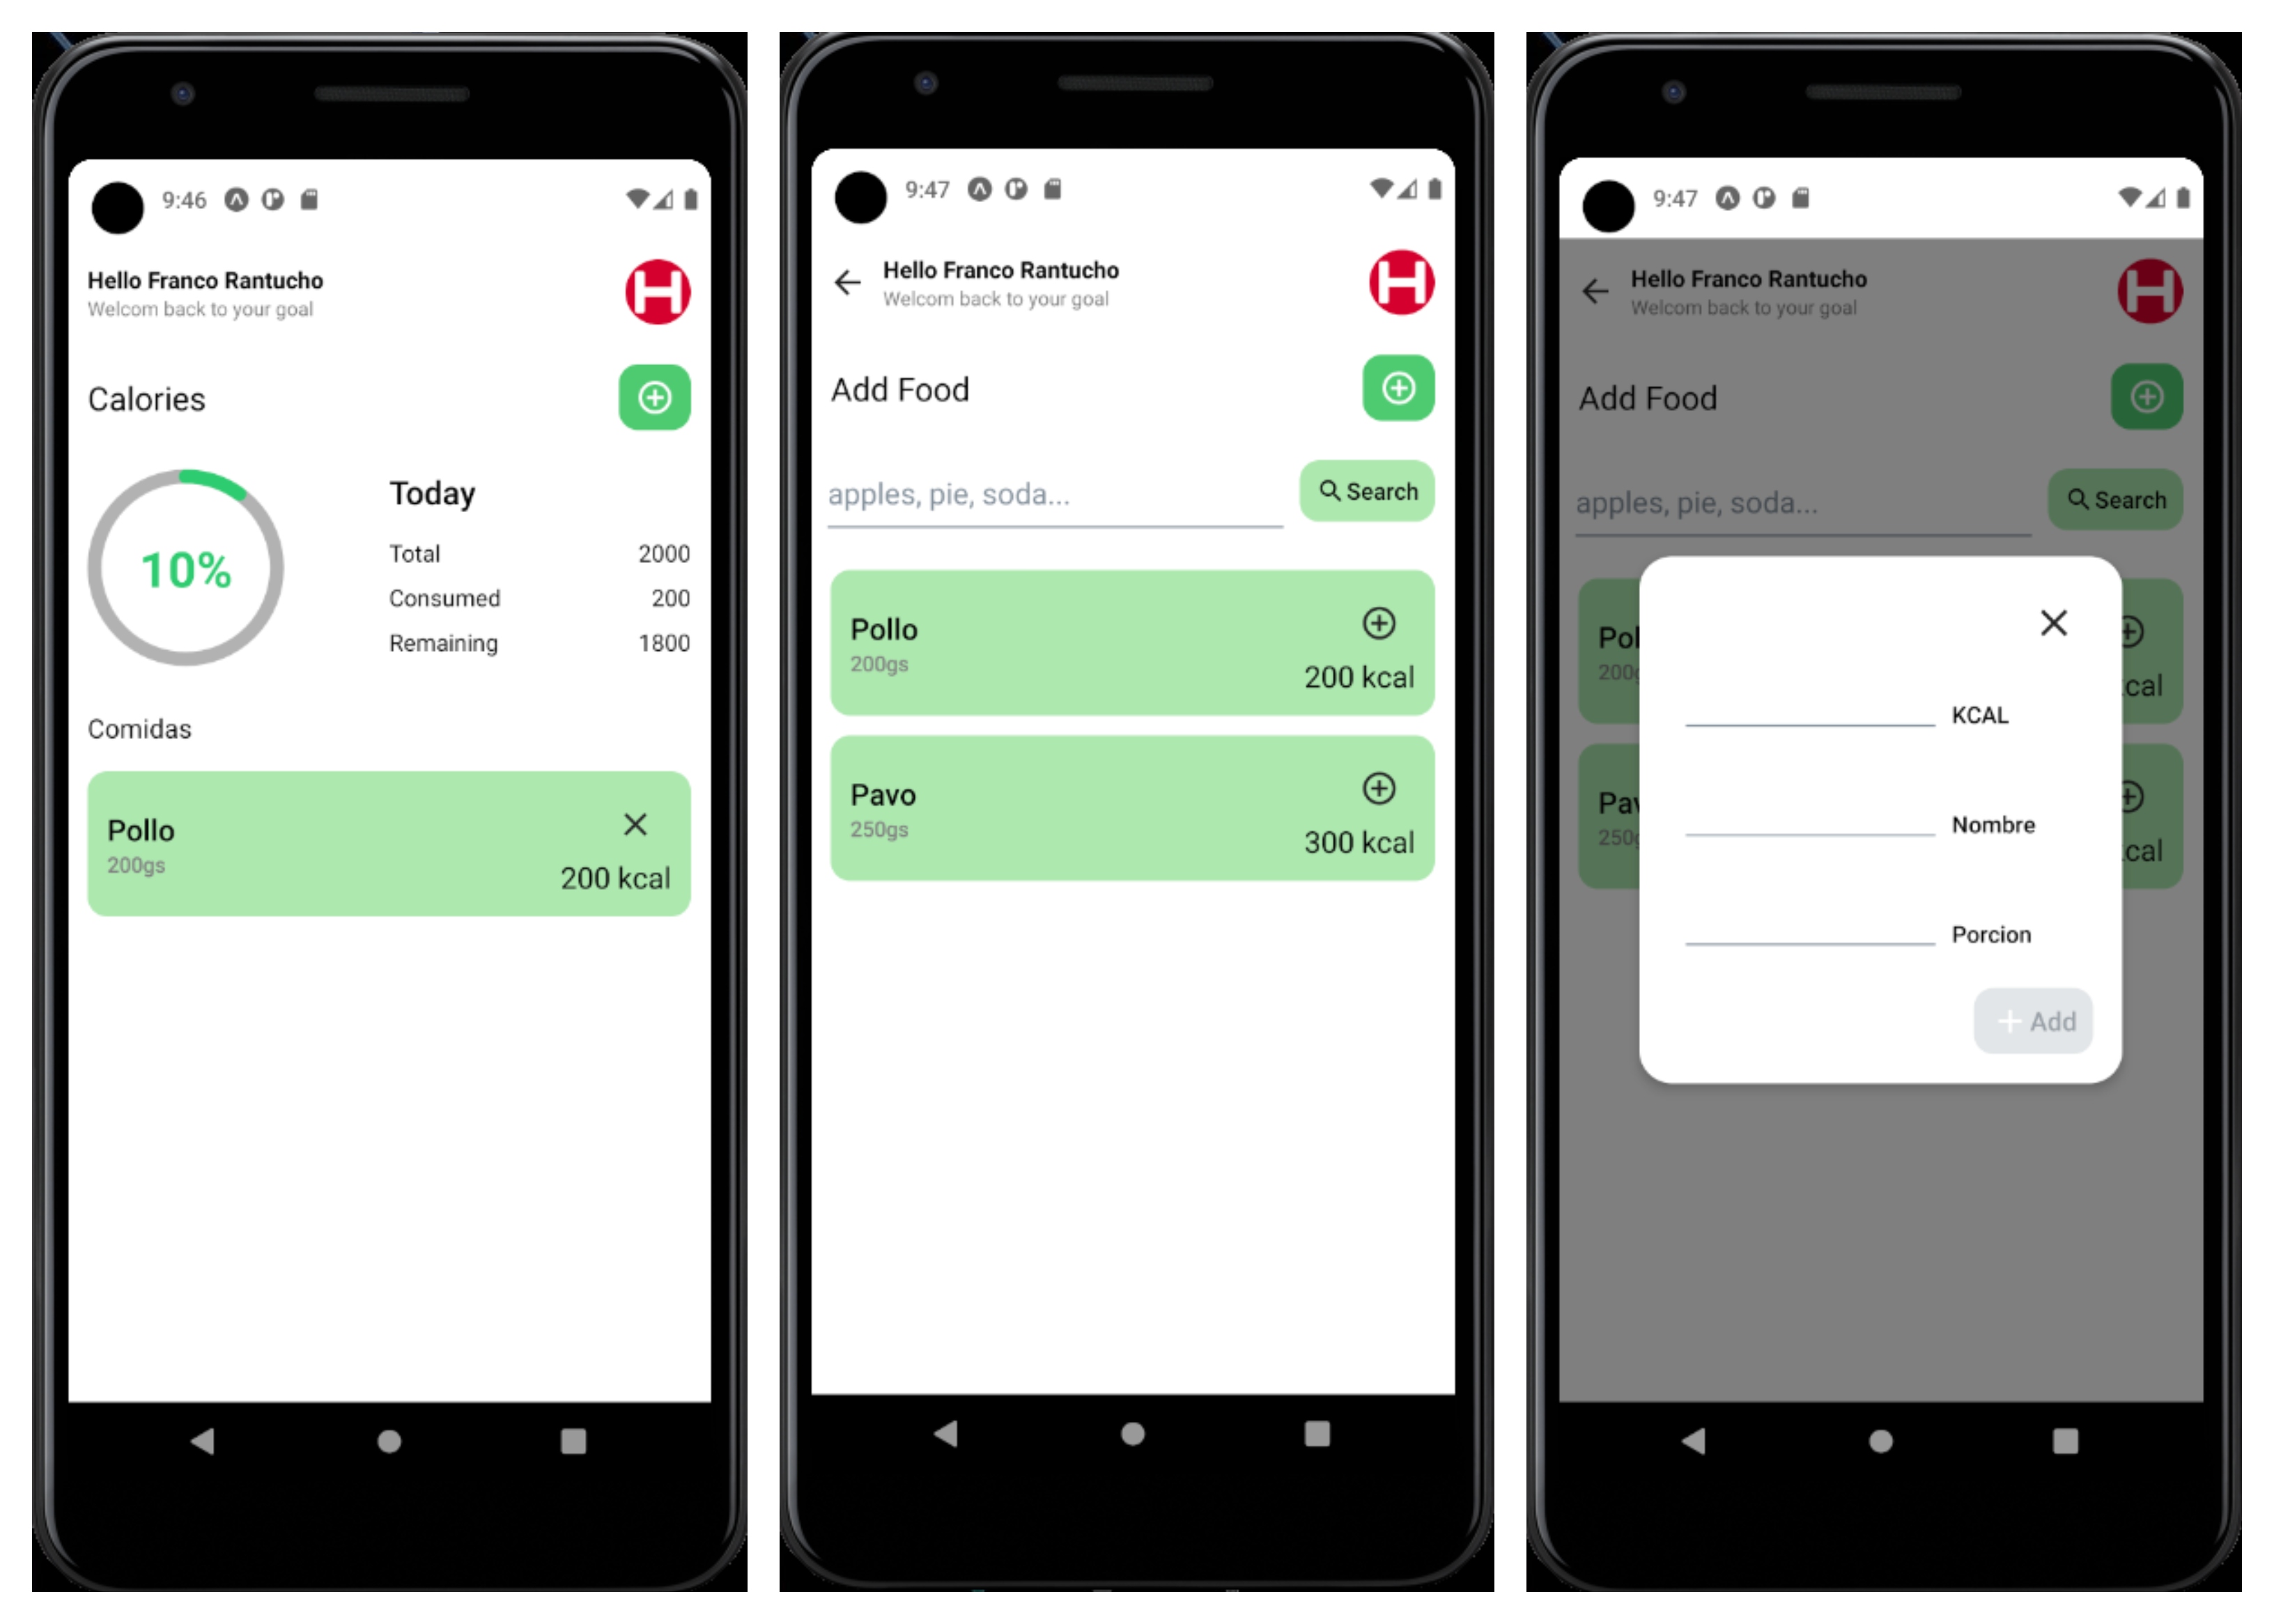 9:46
Hello Franco Rantucho
Welcom back to your goal
H
Calories
10%
Today
Total 2000
Consumed 200
Remaining 1800
Comidas
Pollo
200gs
200 kcal
9:47
Hello Franco Rantucho
Welcom back to your goal
H
Add Food
apples, pie, soda...
Search
Pollo
200gs
200 kcal
Pavo
250gs
300 kcal
9:47
Hello Franco Rantucho
Welcom back to your goal
H
Add Food
apples, pie, soda...
Search
Pol
200g
cal
Pav
250g
cal
KCAL
Nombre
Porcion
+ Add